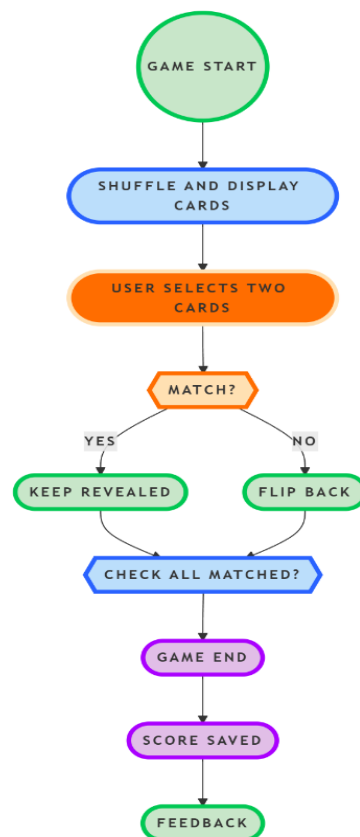 GAME START
SHUFFLE AND DISPLAY
CARDS
USER SELECTS TWO
CARDS
MATCH?
YES
NO
KEEP REVEALED
FLIP BACK
CHECK ALL MATCHED?
GAME END
SCORE SAVED
FEEDBACK